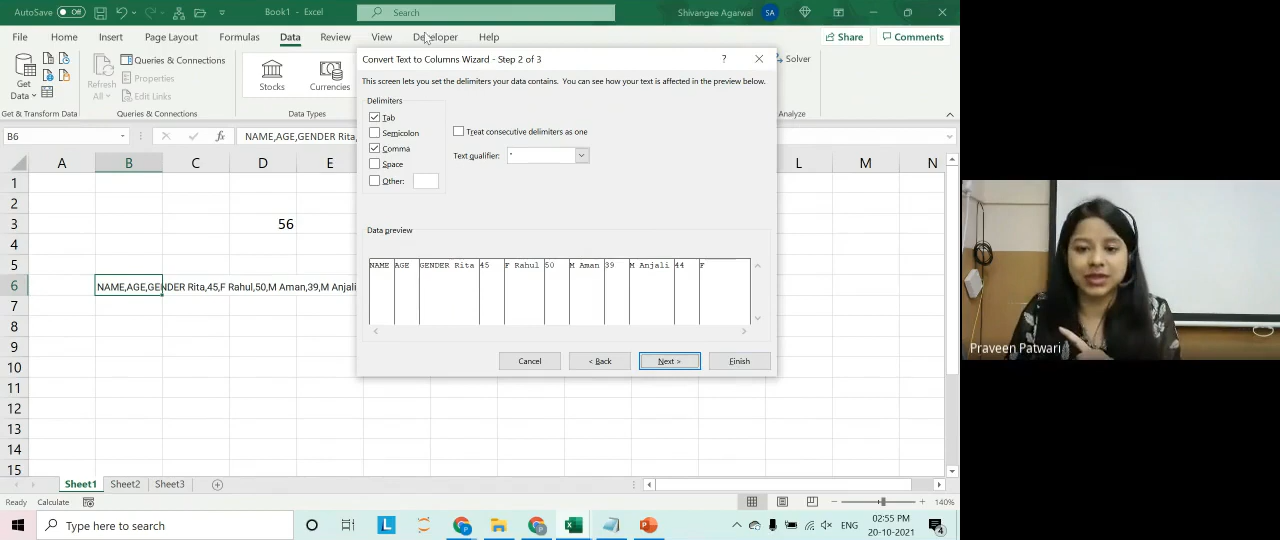 AutoSave Off Book1 - Excel Search Shivangee Agarwal SA
File Home Insert Page Layout Formulas Data Review View Developer Help Share Comments
Convert Text to Columns Wizard - Step 2 of 3 ?
This screen lets you set the delimiters your data contains. You can see how your text is affected in the preview below.
Get Data
Queries & Connections
Properties
Refresh All
Edit Links
Stocks Currencies
Solver
Get & Transform Data Queries & Connections Data Types Analyze
Delimiters
Tab
Semicolon
Comma
Space
Other:
Treat consecutive delimiters as one
Text qualifier: "
B6 fx NAME,AGE,GENDER Rita,
A B C D E L M N
1
2
3 56
4
5
6 NAME,AGE,GENDER Rita,45,F Rahul,50,M Aman,39,M Anjali
7
8
9
10
11
12
13
14
15
Data preview
NAME AGE GENDER Rita 45 F Rahul 50 M Aman 39 M Anjali 44 F
Cancel < Back Next > Finish
Praveen Patwari
Sheet1 Sheet2 Sheet3
Ready Calculate 140%
Type here to search L ENG 02:55 PM
20-10-2021 4